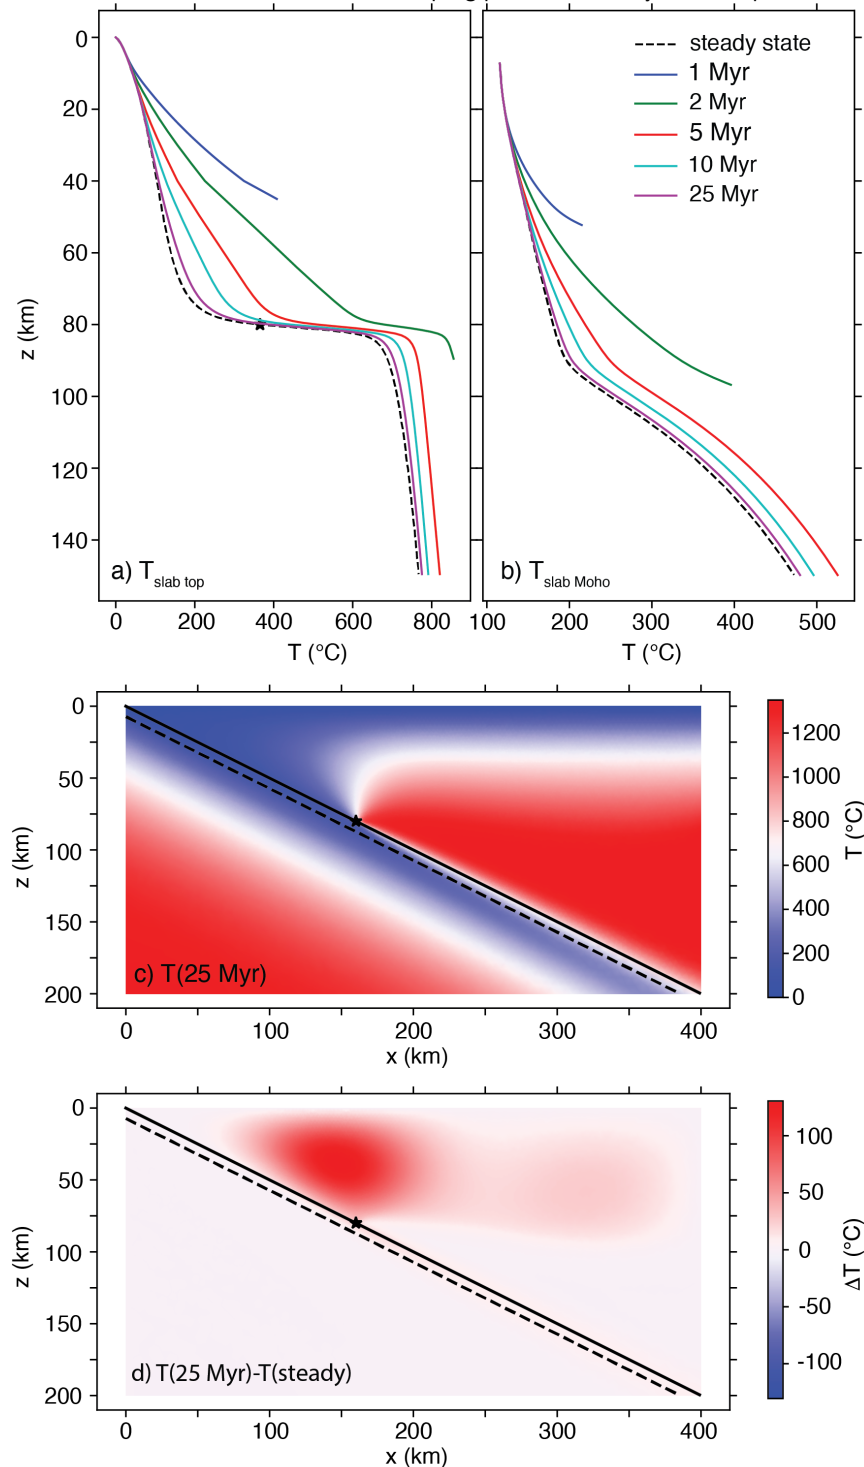 steady state
1 Myr
2 Myr
5 Myr
10 Myr
25 Myr
0
20
40
60
80
100
120
140
z (km)
a) T slab top
b) T slab Moho
0 200 400 600 800
100 200 300 400 500
T (°C) T (°C)
0
50
100
150
200
z (km)
c) T(25 Myr)
0 100 200 300 400
x (km)
1200
1000
800
600
400
200
0
T (°C)
0
50
100
150
200
z (km)
d) T(25 Myr)-T(steady)
0 100 200 300 400
x (km)
100
50
0
-50
-100
ΔT (°C)